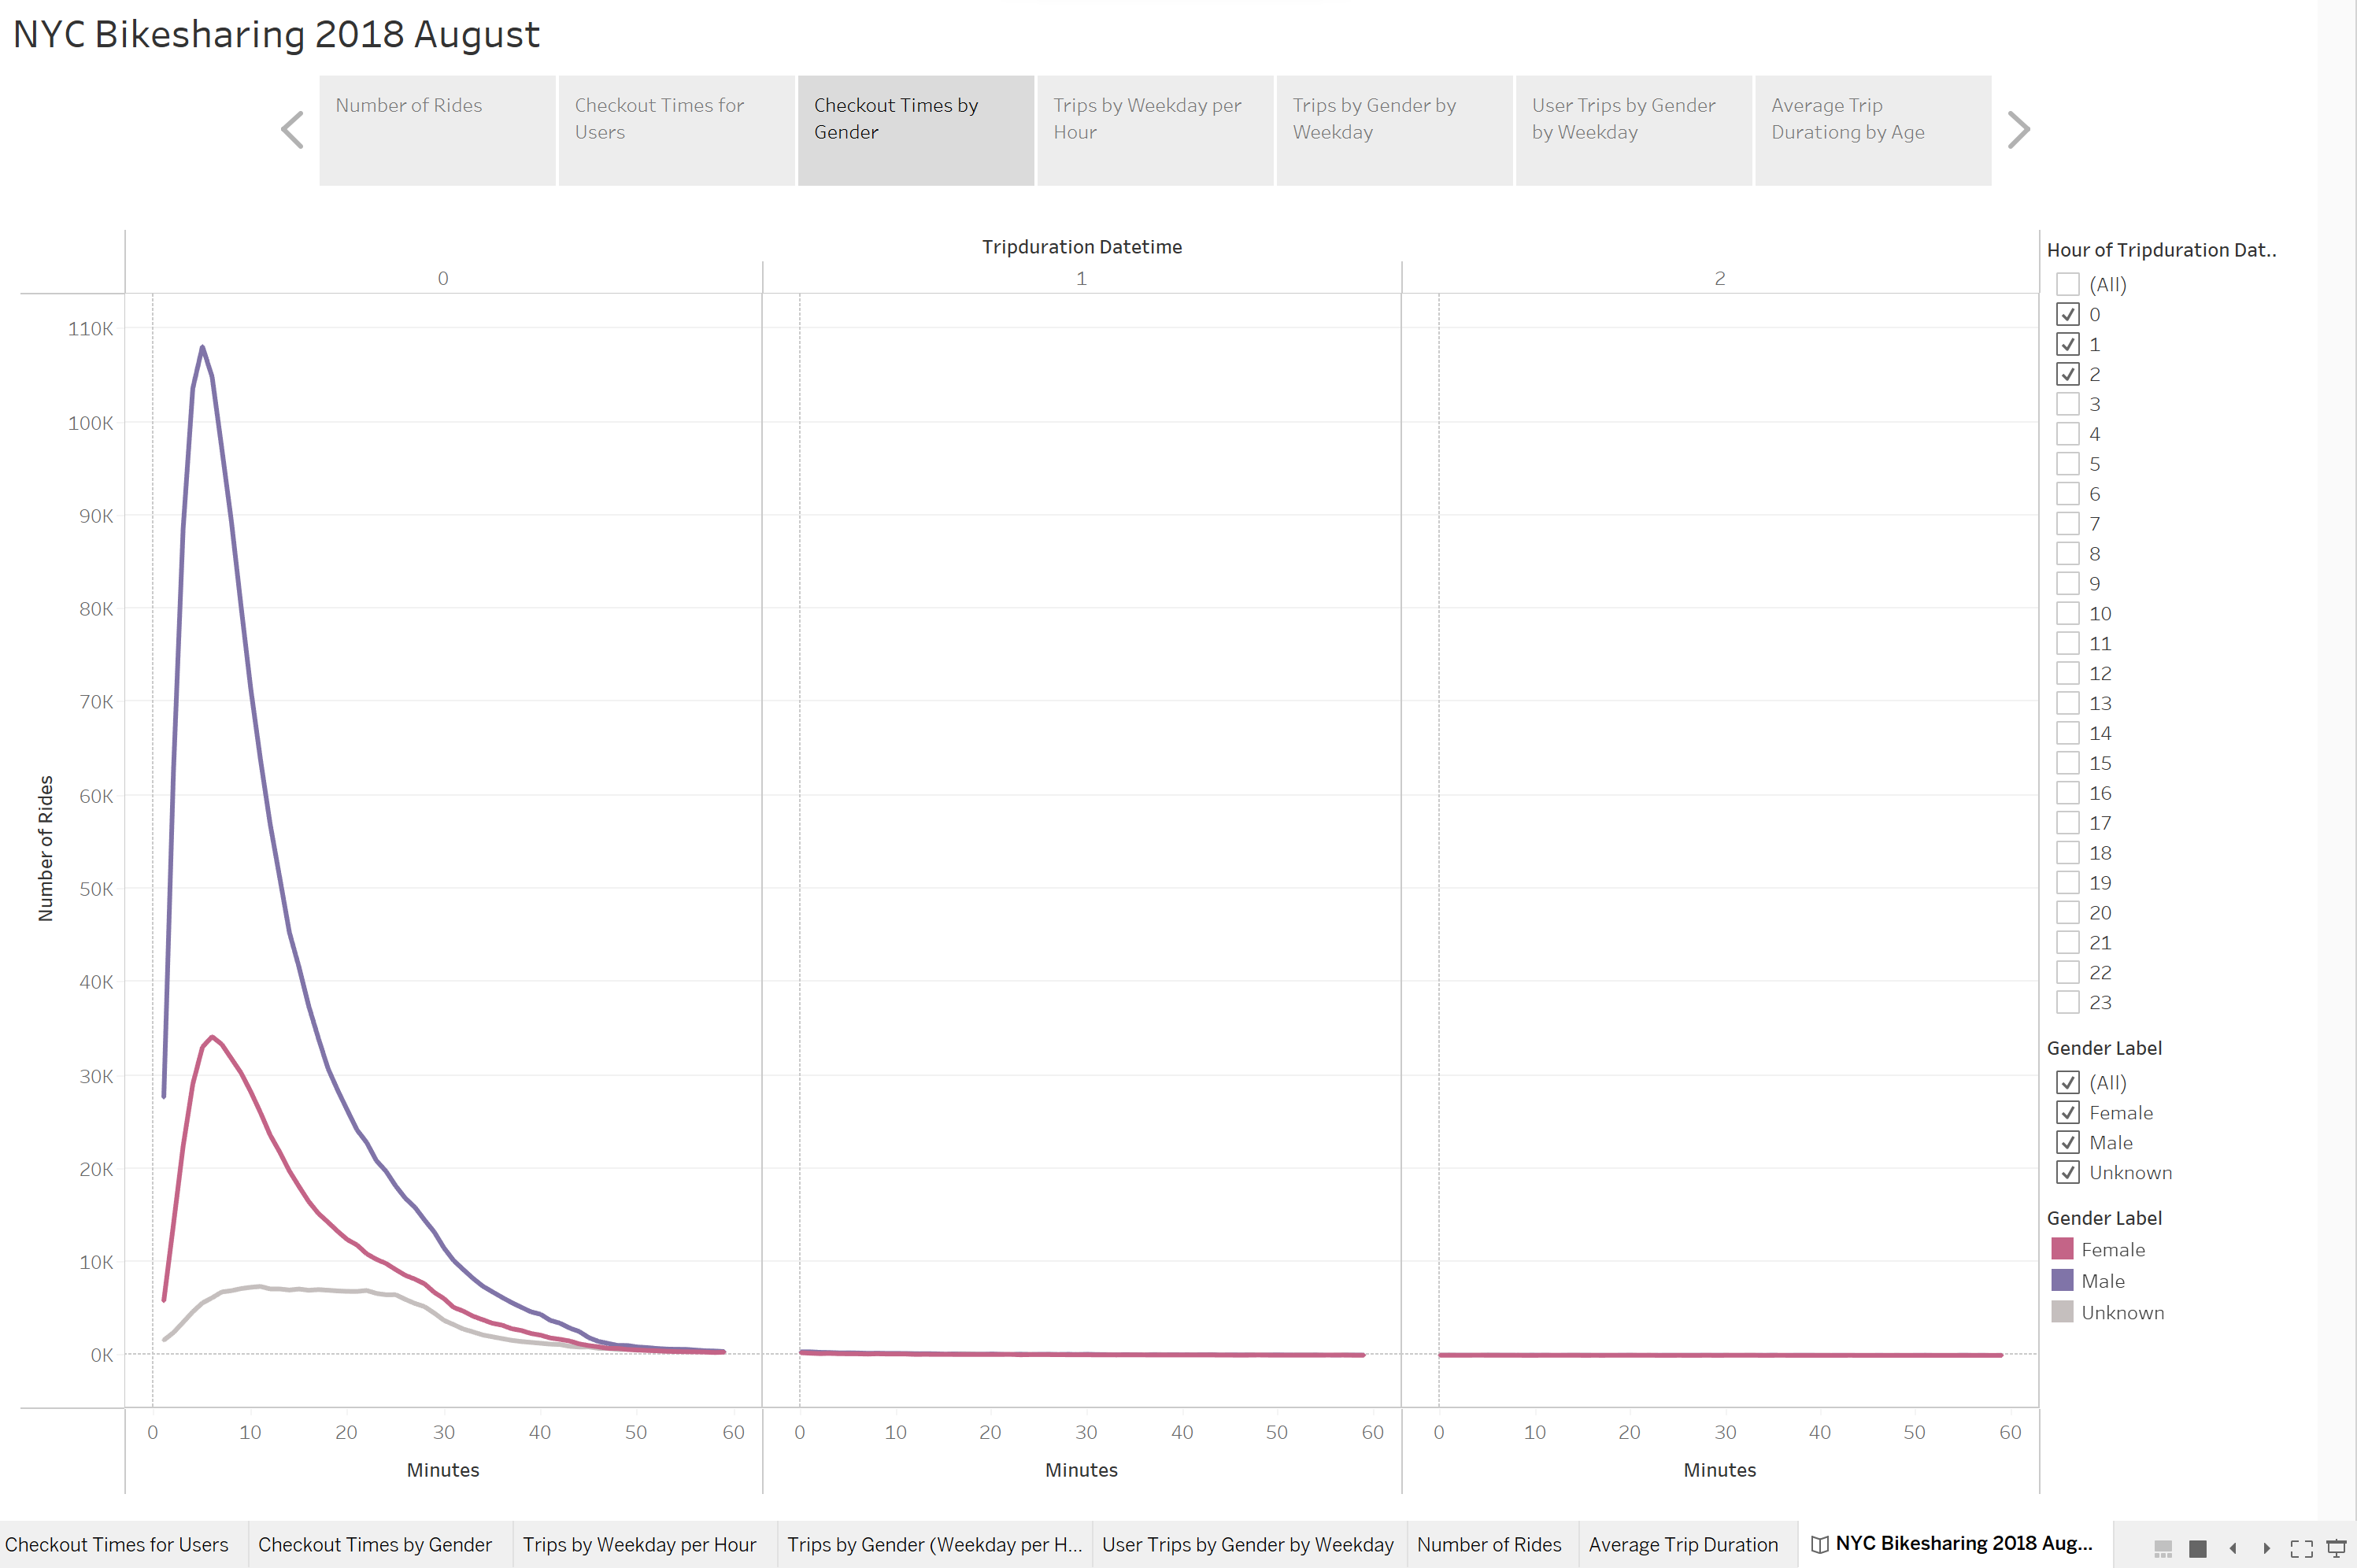 NYC Bikesharing 2018 August
Number of Rides
Checkout Times for
Users
Checkout Times by
Gender
Trips by Weekday per
Hour
Trips by Gender by
Weekday
User Trips by Gender
by Weekday
Average Trip
Durationg by Age
Tripduration Datetime
0
1
2
Number of Rides
110K
100K
90K
80K
70K
60K
50K
40K
30K
20K
10K
0K
0 10 20 30 40 50 60
0 10 20 30 40 50 60
0 10 20 30 40 50 60
Minutes
Minutes
Minutes
Hour of Tripduration Dat..
(All)
0
1
2
3
4
5
6
7
8
9
10
11
12
13
14
15
16
17
18
19
20
21
22
23
Gender Label
(All)
Female
Male
Unknown
Gender Label
Female
Male
Unknown
Checkout Times for Users
Checkout Times by Gender
Trips by Weekday per Hour
Trips by Gender (Weekday per H...
User Trips by Gender by Weekday
Number of Rides
Average Trip Duration
NYC Bikesharing 2018 Aug...